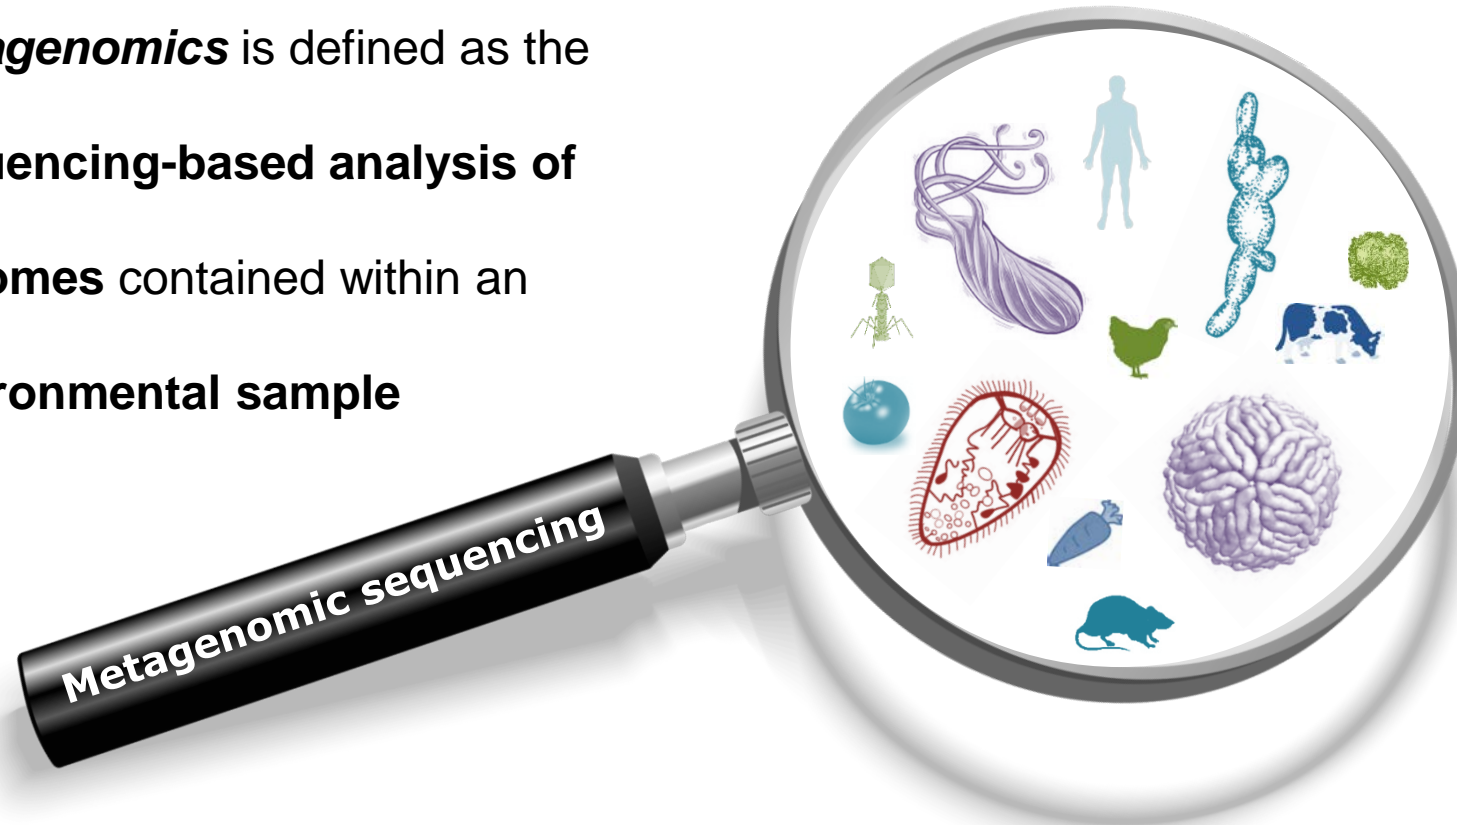 agenomics is defined as the
uencing-based analysis of
omes contained within an
ronmental sample
Metagenomic sequencing